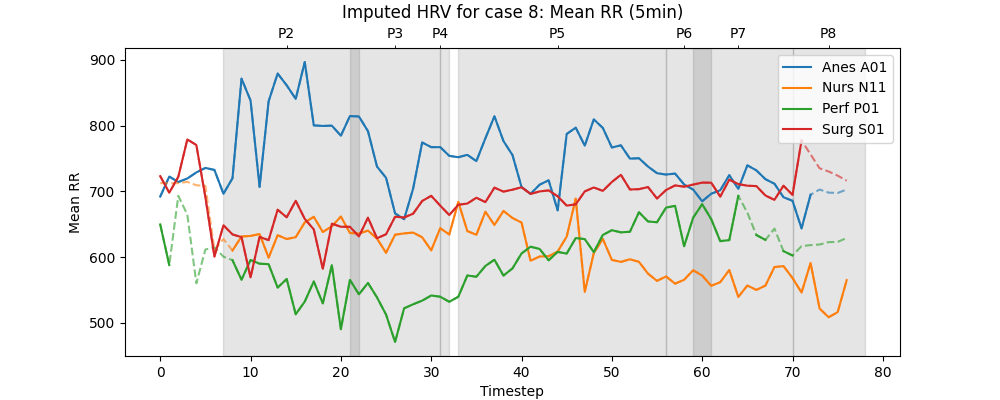 Imputed HRV for case 8: Mean RR (5min)
P2 P3 P4 P5 P6 P7 P8
900
800
700
600
500
Mean RR
Anes A01
Nurs N11
Perf P01
Surg S01
0 10 20 30 40 50 60 70 80
Timestep